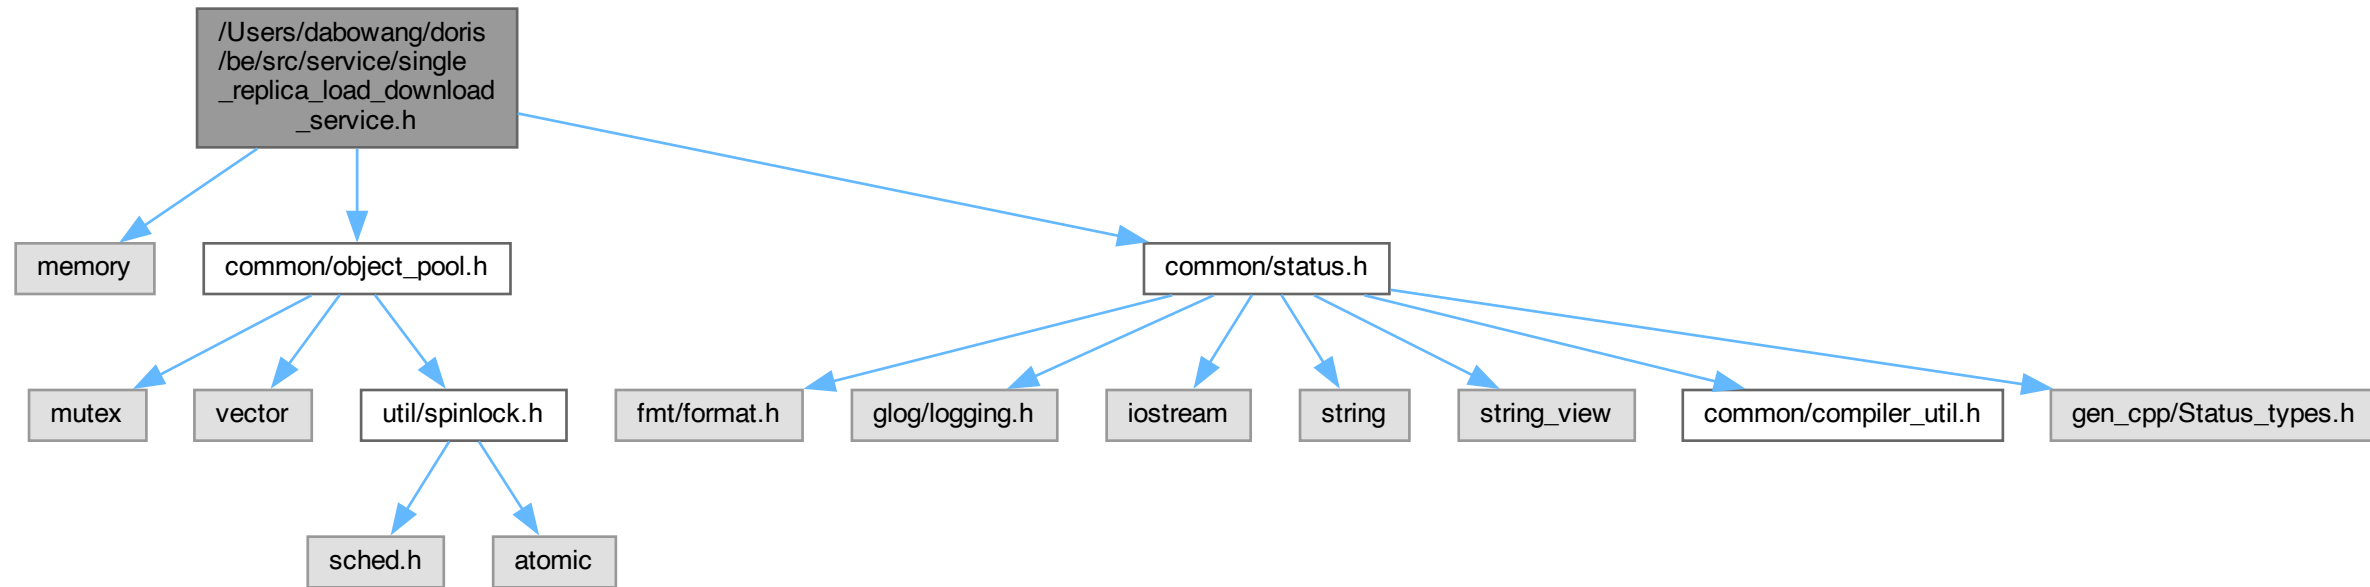 /Users/dabowang/doris
/be/src/service/single
_replica_load_download
_service.h
memory
common/object_pool.h
common/status.h
mutex
vector
util/spinlock.h
fmt/format.h
glog/logging.h
iostream
string
string_view
common/compiler_util.h
gen_cpp/Status_types.h
sched.h
atomic